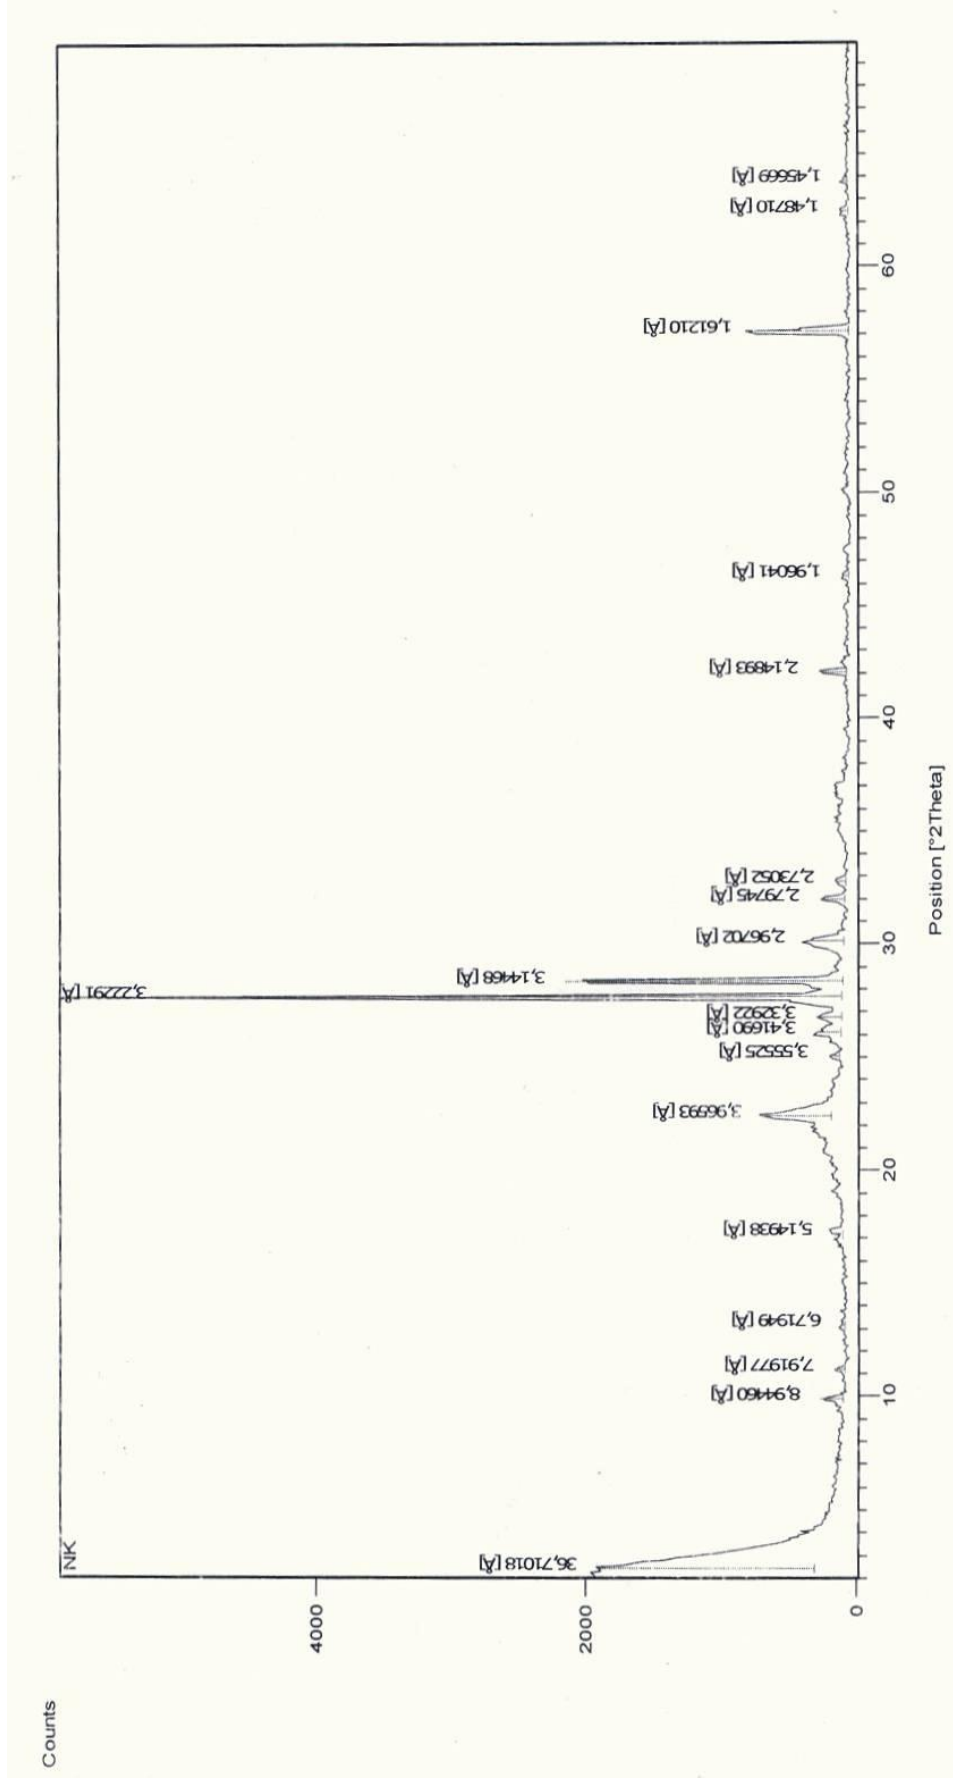 Counts
NK
4000
2000
0
36,71018 [Å]
8,94460 [Å]
7,91977 [Å]
6,71949 [Å]
5,14938 [Å]
3,96593 [Å]
3,55525 [Å]
3,41690 [Å]
3,32922 [Å]
3,22291 [Å]
3,14468 [Å]
2,96702 [Å]
2,79745 [Å]
2,73052 [Å]
2,14893 [Å]
1,96041 [Å]
1,61210 [Å]
1,48710 [Å]
1,45669 [Å]
10
20
30
40
50
60
Position [°2Theta]